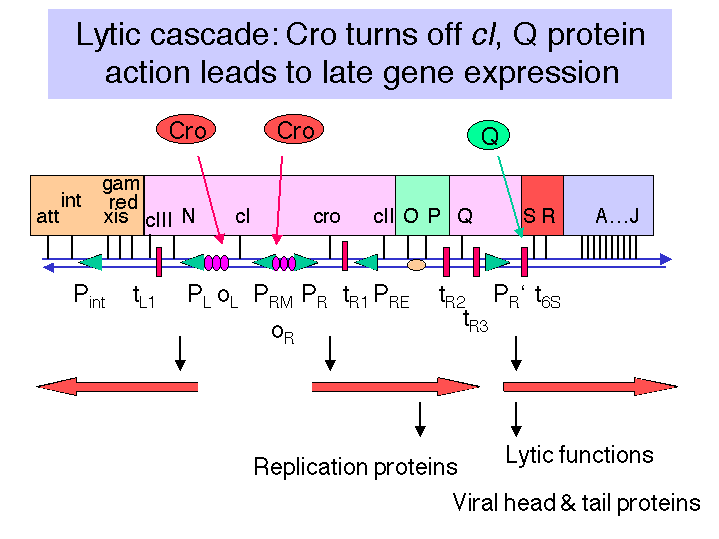 Lytic cascade: Cro turns off cI, Q protein
action leads to late gene expression
Cro Cro Q
gam
int red
att xis cIII N cI cro cII O P Q S R A...J
Pint tL1 PL oL PRM PR tR1 PRE tR2 PR‘ t6S
oR tR3
Replication proteins
Lytic functions
Viral head & tail proteins